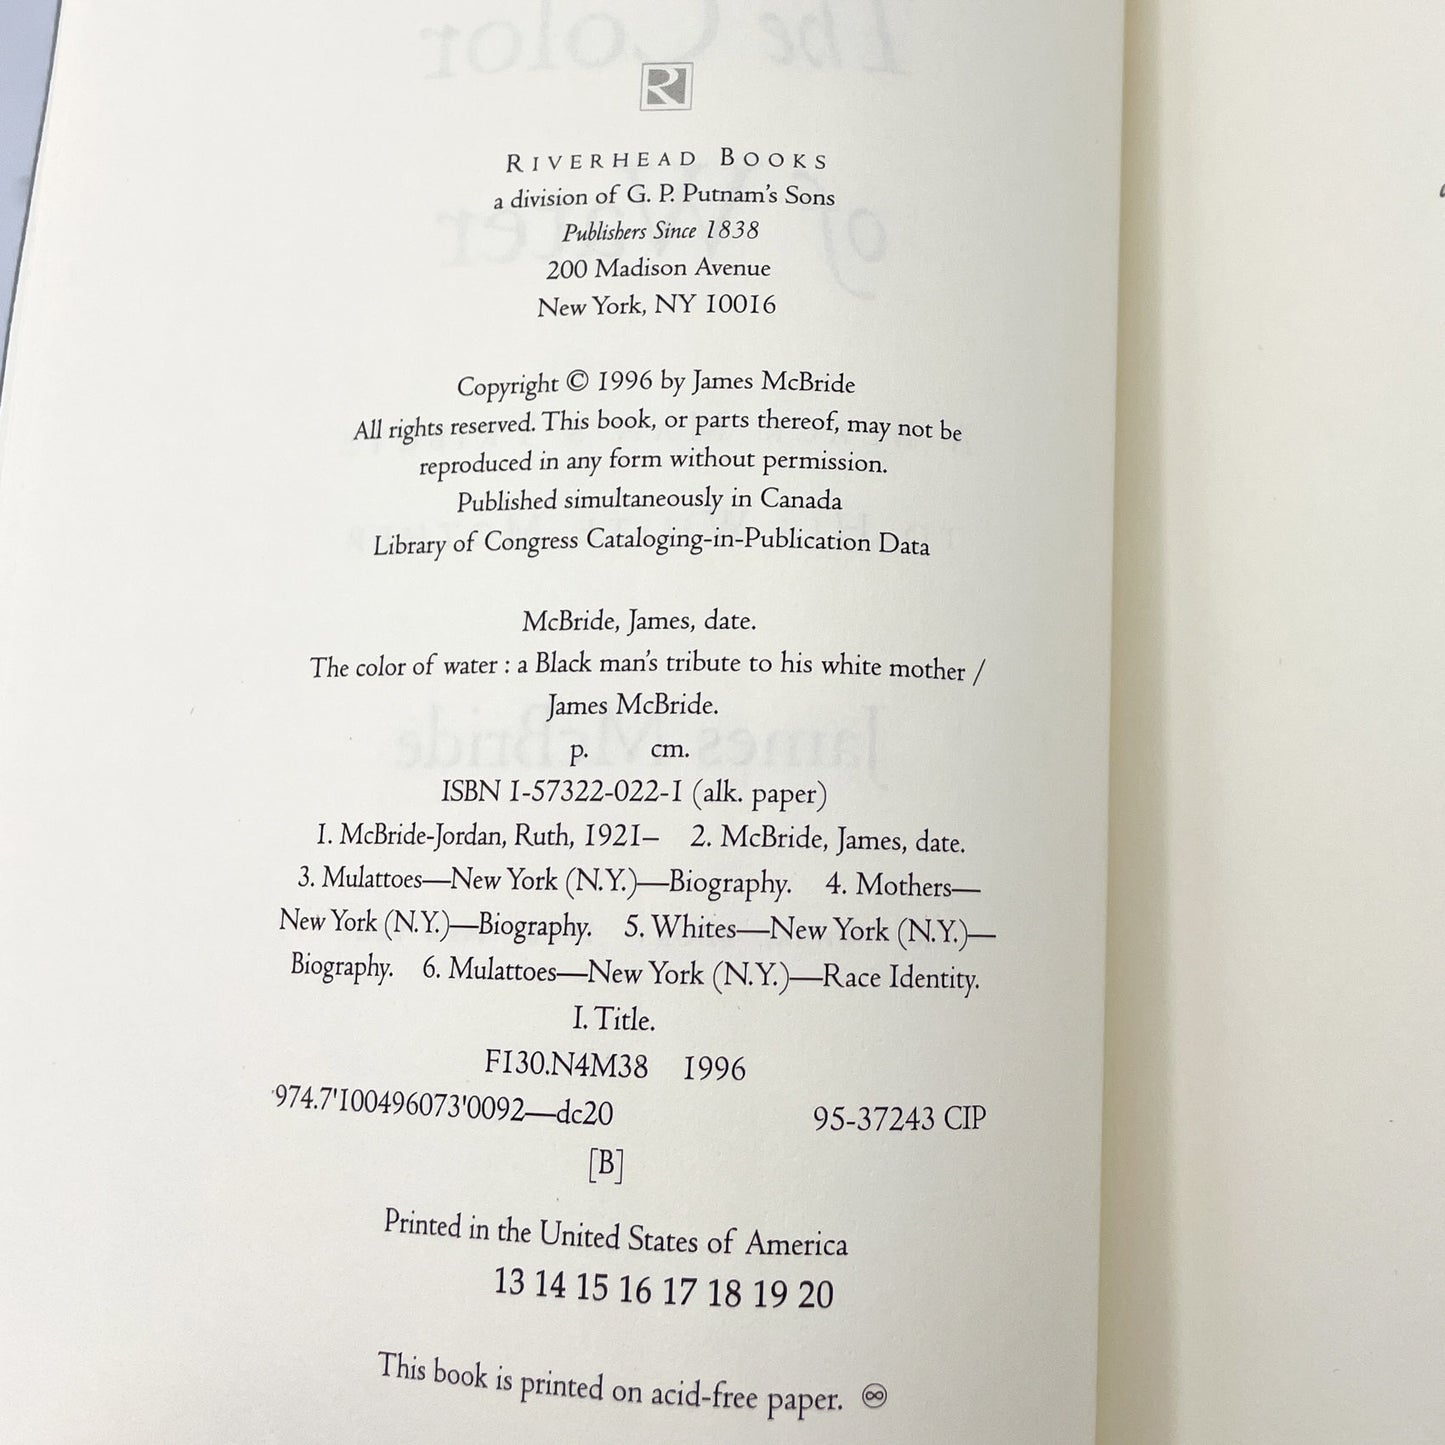 R
RIVERHEAD BOOKS
a division of G. P. Putnam's Sons
Publishers Since 1838
200 Madison Avenue
New York, NY 10016
Copyright © 1996 by James McBride
All rights reserved. This book, or parts thereof, may not be
reproduced in any form without permission.
Published simultaneously in Canada
Library of Congress Cataloging-in-Publication Data
McBride, James, date.
The color of water : a Black man's tribute to his white mother /
James McBride.
p. cm.
ISBN 1-57322-022-1 (alk. paper)
1. McBride-Jordan, Ruth, 1921– 2. McBride, James, date.
3. Mulattoes—New York (N.Y.)—Biography. 4. Mothers—
New York (N.Y.)—Biography. 5. Whites—New York (N.Y.)—
Biography. 6. Mulattoes—New York (N.Y.)—Race Identity.
I. Title.
F130.N4M38 1996
974.7'100496073'0092—dc20 95-37243 CIP
[B]
Printed in the United States of America
13 14 15 16 17 18 19 20
This book is printed on acid-free paper. ♾